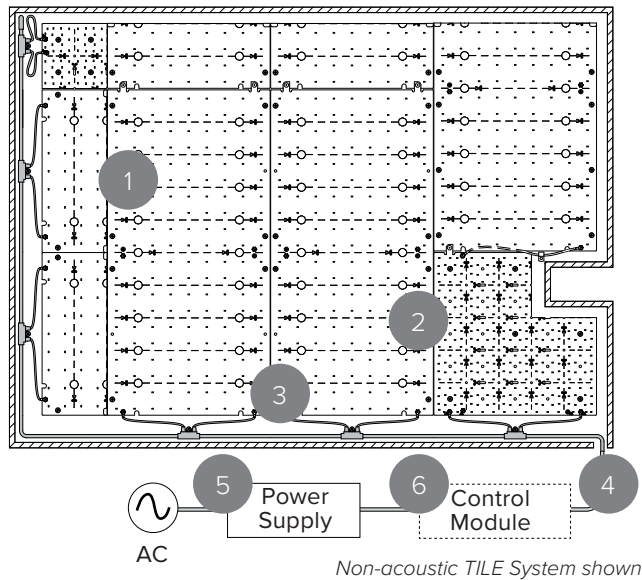 1
2
3
5
Power
Supply
6
Control
Module
4
AC
Non-acoustic TILE System shown